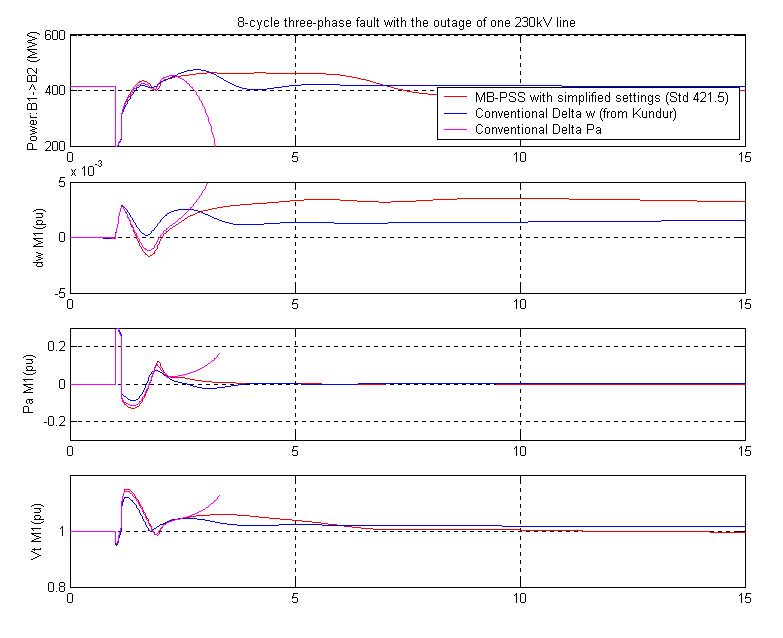 8-cycle three-phase fault with the outage of one 230kV line
600
400
200
Power:B1->B2 (MW)
MB-PSS with simplified settings (Std 421.5)
Conventional Delta w (from Kundur)
Conventional Delta Pa
0 5 10 15
x 10^-3
5
0
-5
dw M1(pu)
0 5 10 15
0.2
0
-0.2
Pa M1(pu)
0 5 10 15
1
0.8
Vt M1(pu)
0 5 10 15